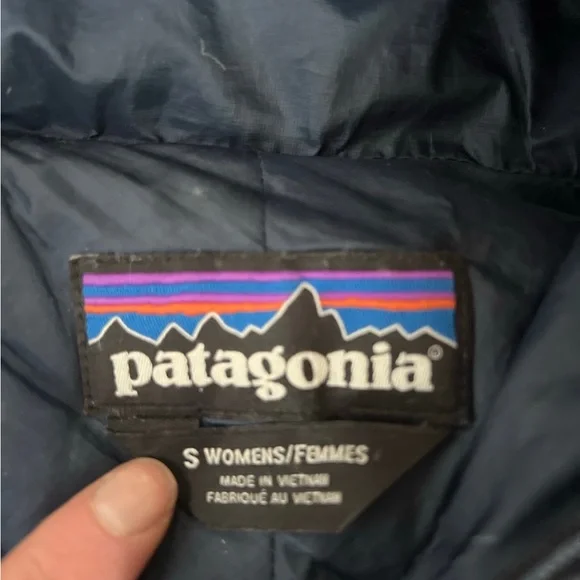 patagonia©
S WOMENS/FEMMES
MADE IN VIETNAM
FABRIQUÉ AU VIETNAM